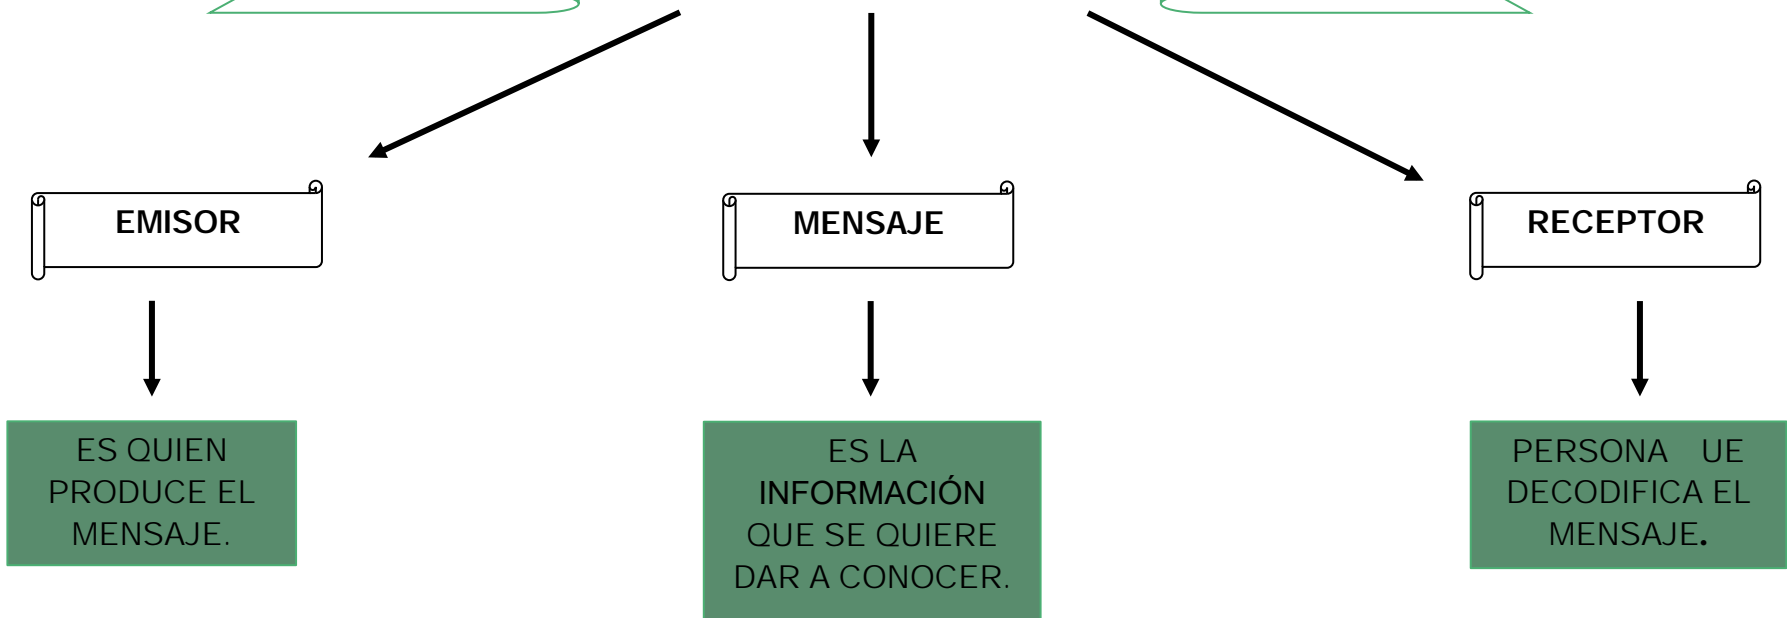 EMISOR
MENSAJE
RECEPTOR
ES QUIEN
PRODUCE EL
MENSAJE.
ES LA
INFORMACIÓN
QUE SE QUIERE
DAR A CONOCER.
PERSONA UE
DECODIFICA EL
MENSAJE.